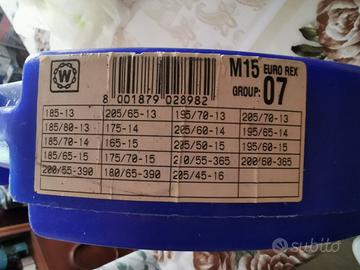 W
M15 EURO REX
GROUP: 07
8 001879 028982
185-13 205/65-13 195/70-13 205/70-13
185/80-13 175-14 205/60-14 195/65-14
185/70-14 165-15 205/50-15 195/60-15
185/65-15 175/70-15 210/55-365 200/60-365
200/55-390 180/65-390 205/45-16
subito